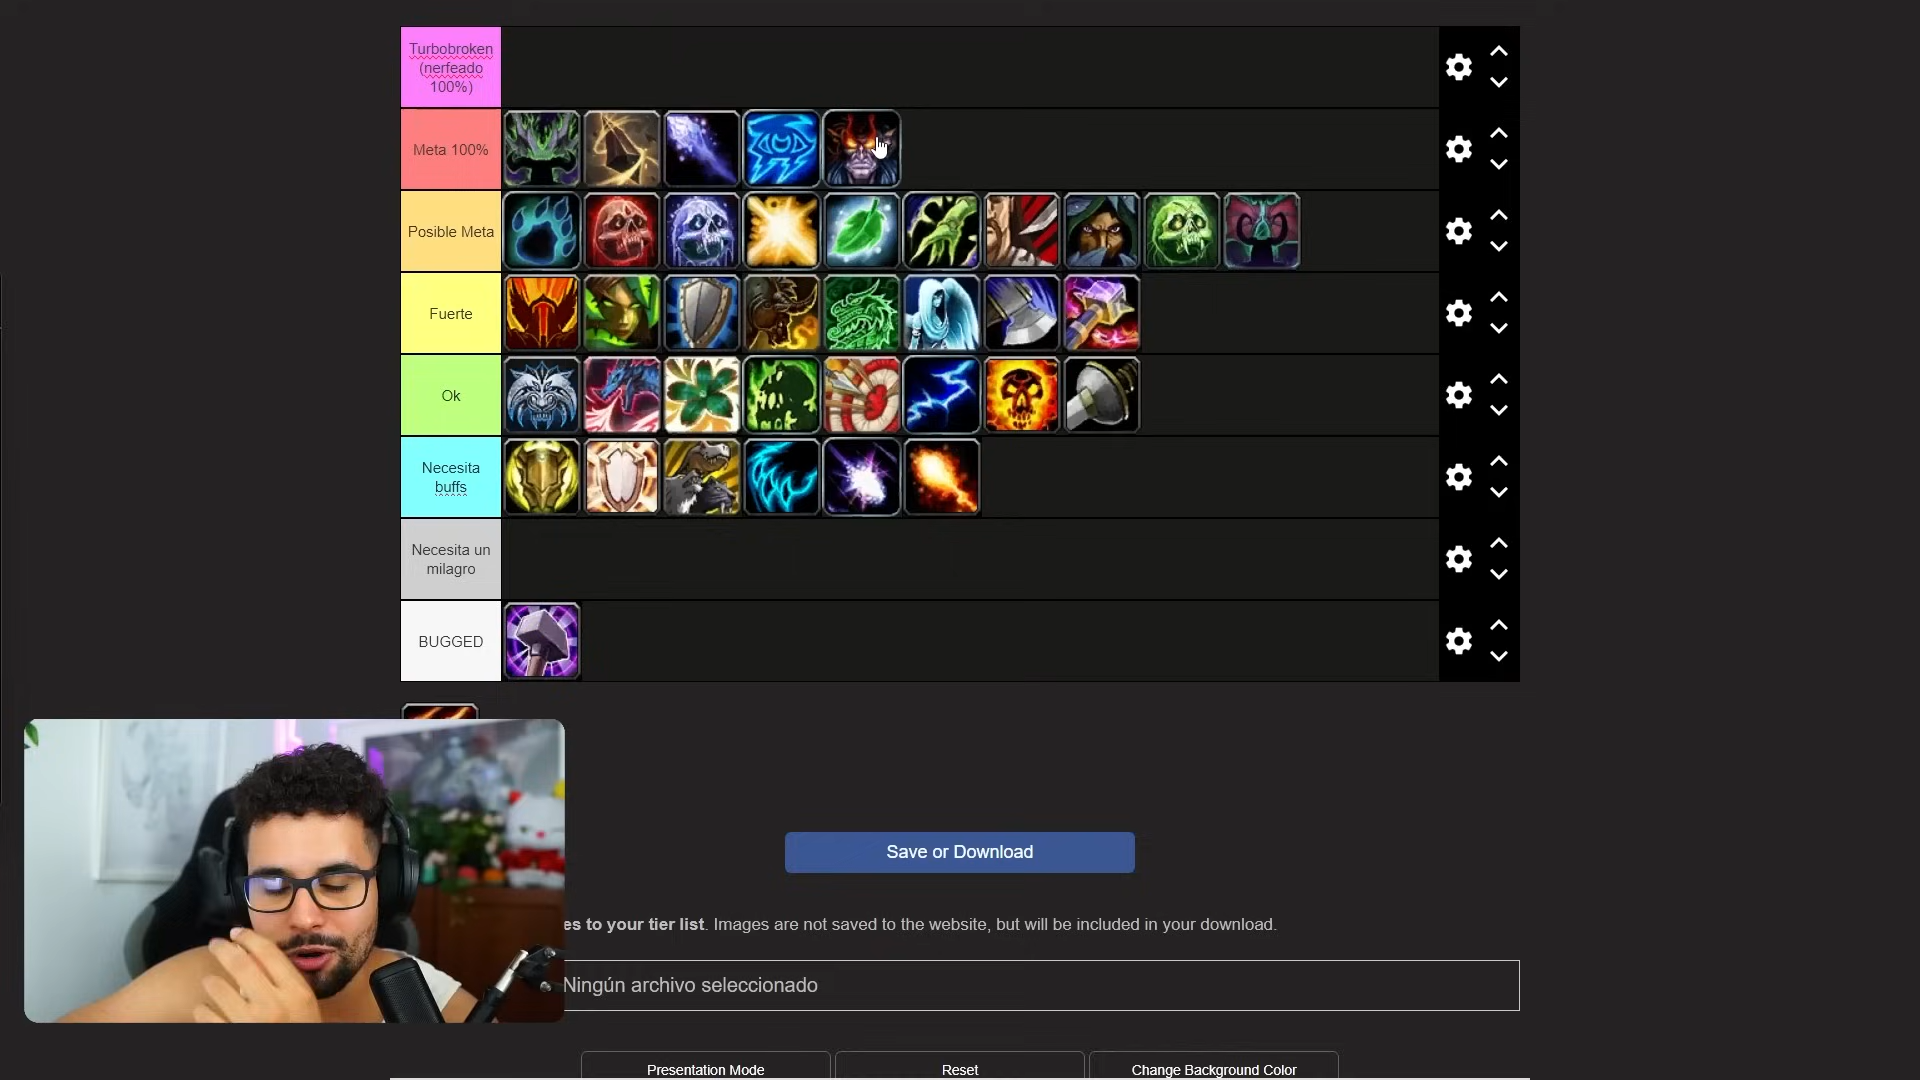 Turbobroken
(nerfeado
100%)
Meta 100%
Posible Meta
Fuerte
Ok
Necesita
buffs
Necesita un
milagro
BUGGED
Save or Download
es to your tier list. Images are not saved to the website, but will be included in your download.
Ningún archivo seleccionado
Presentation Mode
Reset
Change Background Color